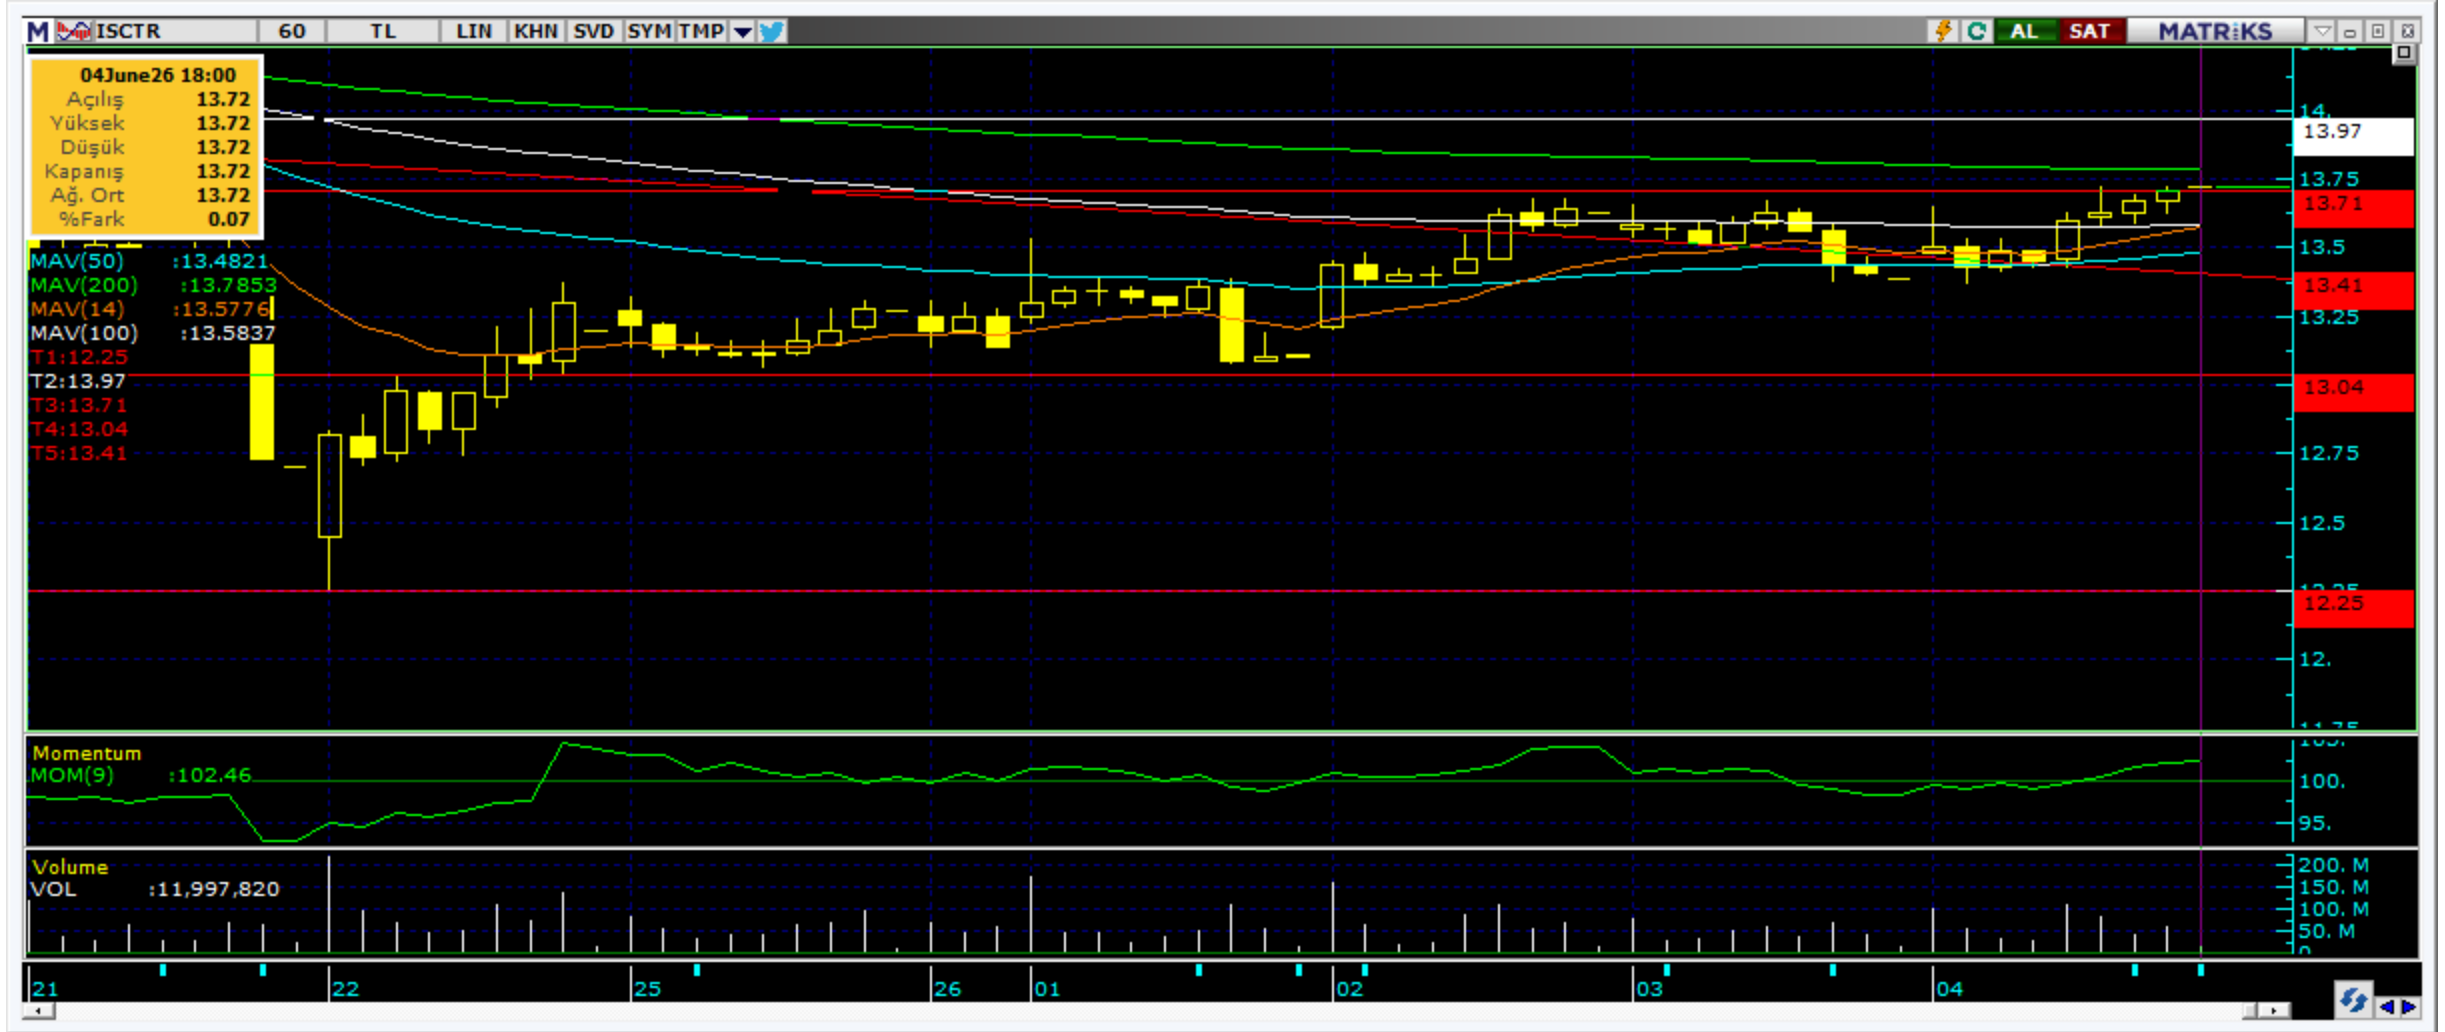 M ISCTR 60 TL LIN KHN SVD SYM TMP AL SAT MATRİKS
04June26 18:00
Açılış 13.72
Yüksek 13.72
Düşük 13.72
Kapanış 13.72
Ağ. Ort 13.72
%Fark 0.07
MAV(50) :13.4821
MAV(200) :13.7853
MAV(14) :13.5776
MAV(100) :13.5837
T1:12.25
T2:13.97
T3:13.71
T4:13.04
T5:13.41
14.
13.97
13.75
13.71
13.5
13.41
13.25
13.04
12.75
12.5
12.25
12.
Momentum
MOM(9) :102.46
100.
95.
Volume
VOL :11,997,820
200. M
150. M
100. M
50. M
0
21 22 25 26 01 02 03 04